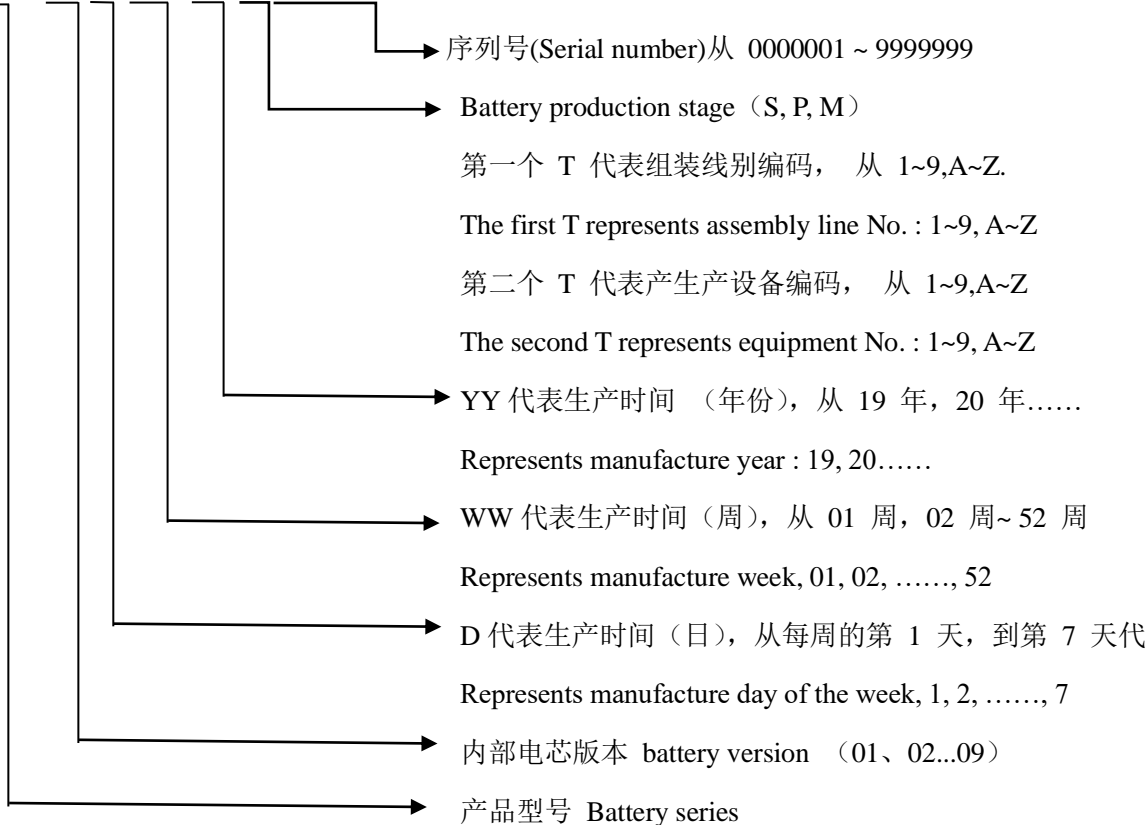 序列号(Serial number)从 0000001 ~ 9999999
Battery production stage（S, P, M）
第一个 T 代表组装线别编码， 从 1~9,A~Z.
The first T represents assembly line No. : 1~9, A~Z
第二个 T 代表产生产设备编码， 从 1~9,A~Z
The second T represents equipment No. : 1~9, A~Z
YY 代表生产时间 （年份），从 19 年，20 年……
Represents manufacture year : 19, 20……
WW 代表生产时间（周），从 01 周，02 周~ 52 周
Represents manufacture week, 01, 02, ……, 52
D 代表生产时间（日），从每周的第 1 天，到第 7 天代
Represents manufacture day of the week, 1, 2, ……, 7
内部电芯版本 battery version （01、02...09）
产品型号 Battery series